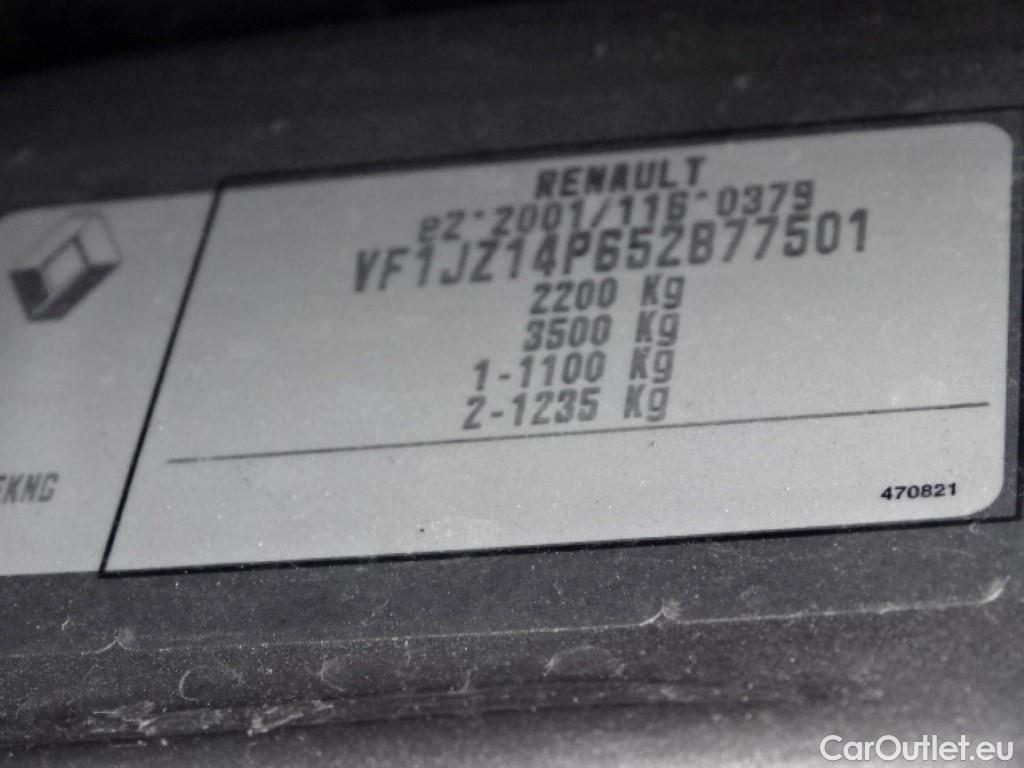 RENAULT
e2*2001/116*0379
VF1JZ14P652877501
2200 Kg
3500 Kg
1-1100 Kg
2-1235 Kg
470821
CarOutlet.eu